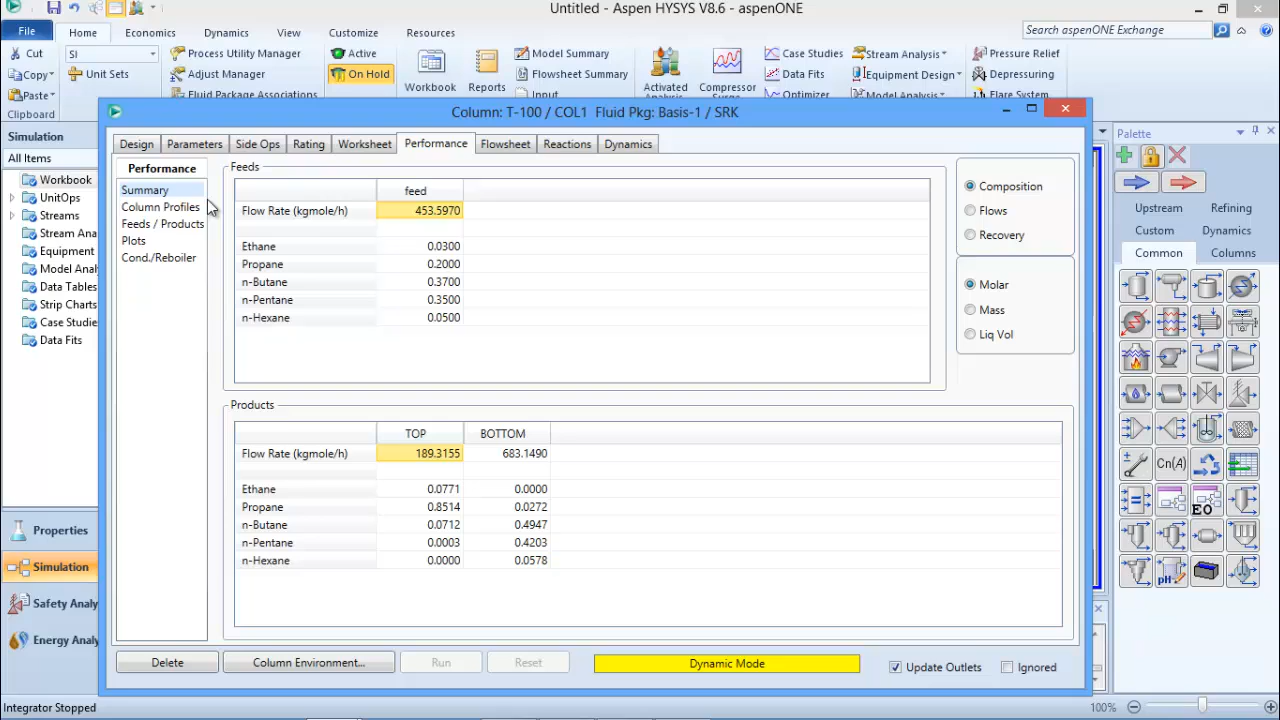 Untitled - Aspen HYSYS V8.6 - aspenONE
File Home Economics Dynamics View Customize Resources Search aspenONE Exchange
Cut SI Process Utility Manager Active Model Summary Case Studies Stream Analysis Pressure Relief
Copy Unit Sets Adjust Manager On Hold Workbook Reports Flowsheet Summary Activated Compressor Data Fits Equipment Design Depressuring
Paste Fluid Package Associations Input Analysis Surge Optimizer Model Analysis Flare System
Clipboard
Column: T-100 / COL1 Fluid Pkg: Basis-1 / SRK
Simulation
All Items
Workbook
UnitOps
Streams
Stream Ana
Equipment
Model Analy
Data Tables
Strip Charts
Case Studie
Data Fits
Properties
Simulation
Safety Analy
Energy Analy
Design Parameters Side Ops Rating Worksheet Performance Flowsheet Reactions Dynamics
Performance
Summary
Column Profiles
Feeds / Products
Plots
Cond./Reboiler
Feeds
feed
Flow Rate (kgmole/h) 453.5970
Ethane 0.0300
Propane 0.2000
n-Butane 0.3700
n-Pentane 0.3500
n-Hexane 0.0500
Composition
Flows
Recovery
Molar
Mass
Liq Vol
Products
TOP BOTTOM
Flow Rate (kgmole/h) 189.3155 683.1490
Ethane 0.0771 0.0000
Propane 0.8514 0.0272
n-Butane 0.0712 0.4947
n-Pentane 0.0003 0.4203
n-Hexane 0.0000 0.0578
Delete Column Environment... Run Reset Dynamic Mode Update Outlets Ignored
Palette
Upstream Refining
Custom Dynamics
Common Columns
Cn(A)
EO
pH
Integrator Stopped 100%